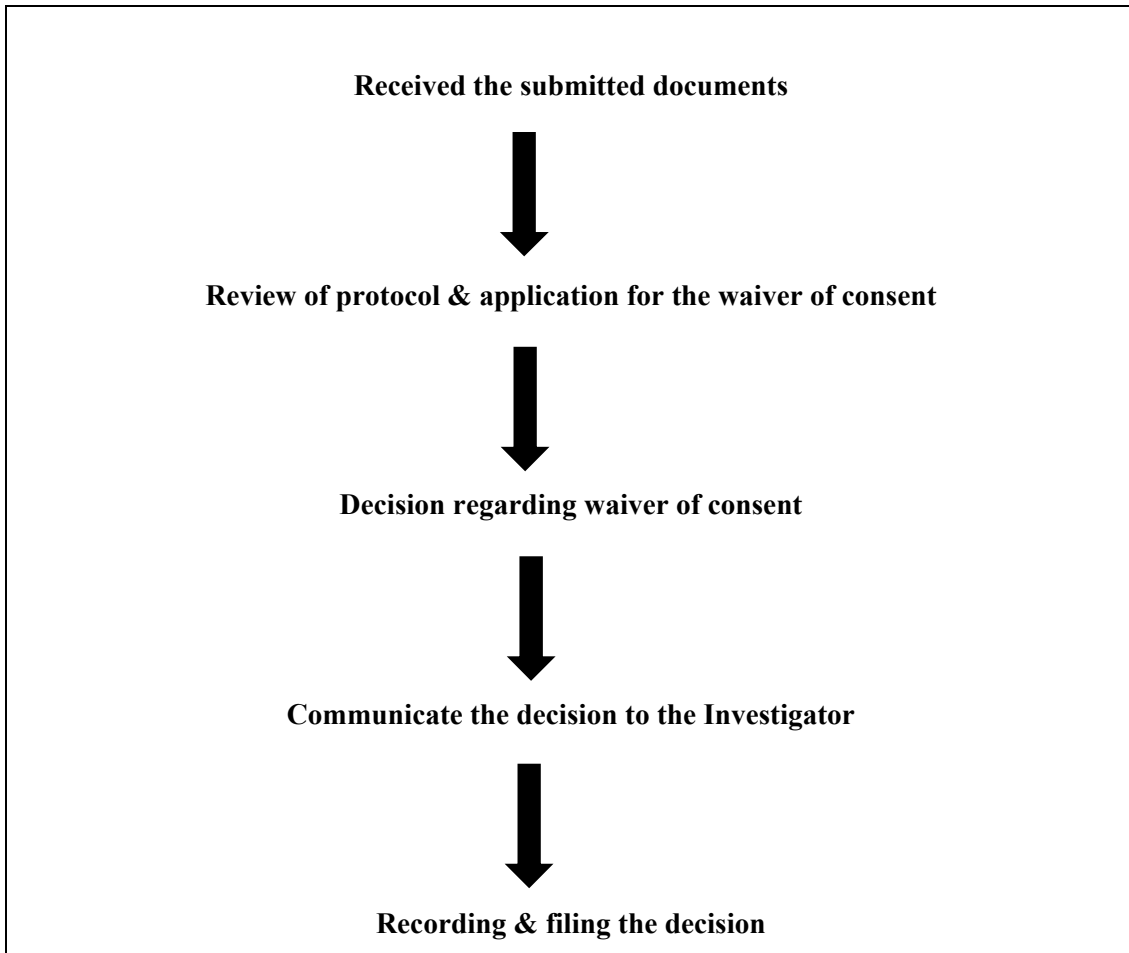 Received the submitted documents
Review of protocol & application for the waiver of consent
Decision regarding waiver of consent
Communicate the decision to the Investigator
Recording & filing the decision